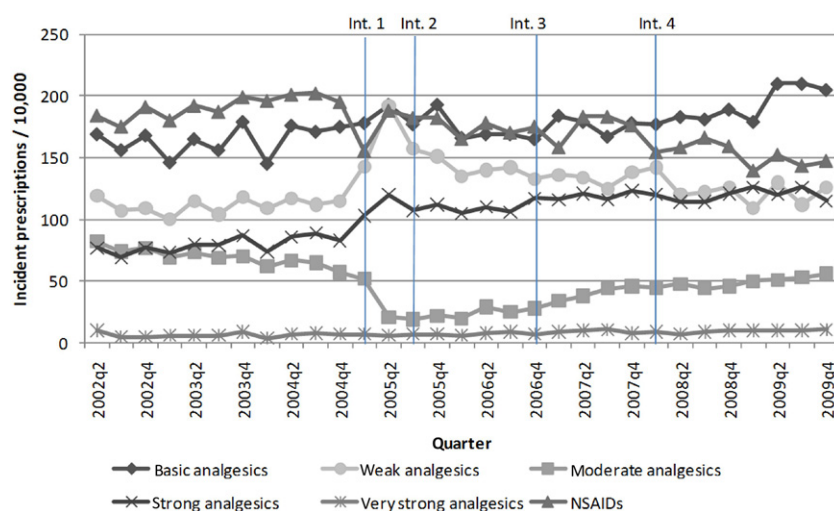 Int. 1 Int. 2 Int. 3 Int. 4
250
200
150
100
50
0
Incident prescriptions / 10,000
2002q2 2002q4 2003q2 2003q4 2004q2 2004q4 2005q2 2005q4 2006q2 2006q4 2007q2 2007q4 2008q2 2008q4 2009q2 2009q4
Quarter
Basic analgesics Weak analgesics Moderate analgesics
Strong analgesics Very strong analgesics NSAIDs